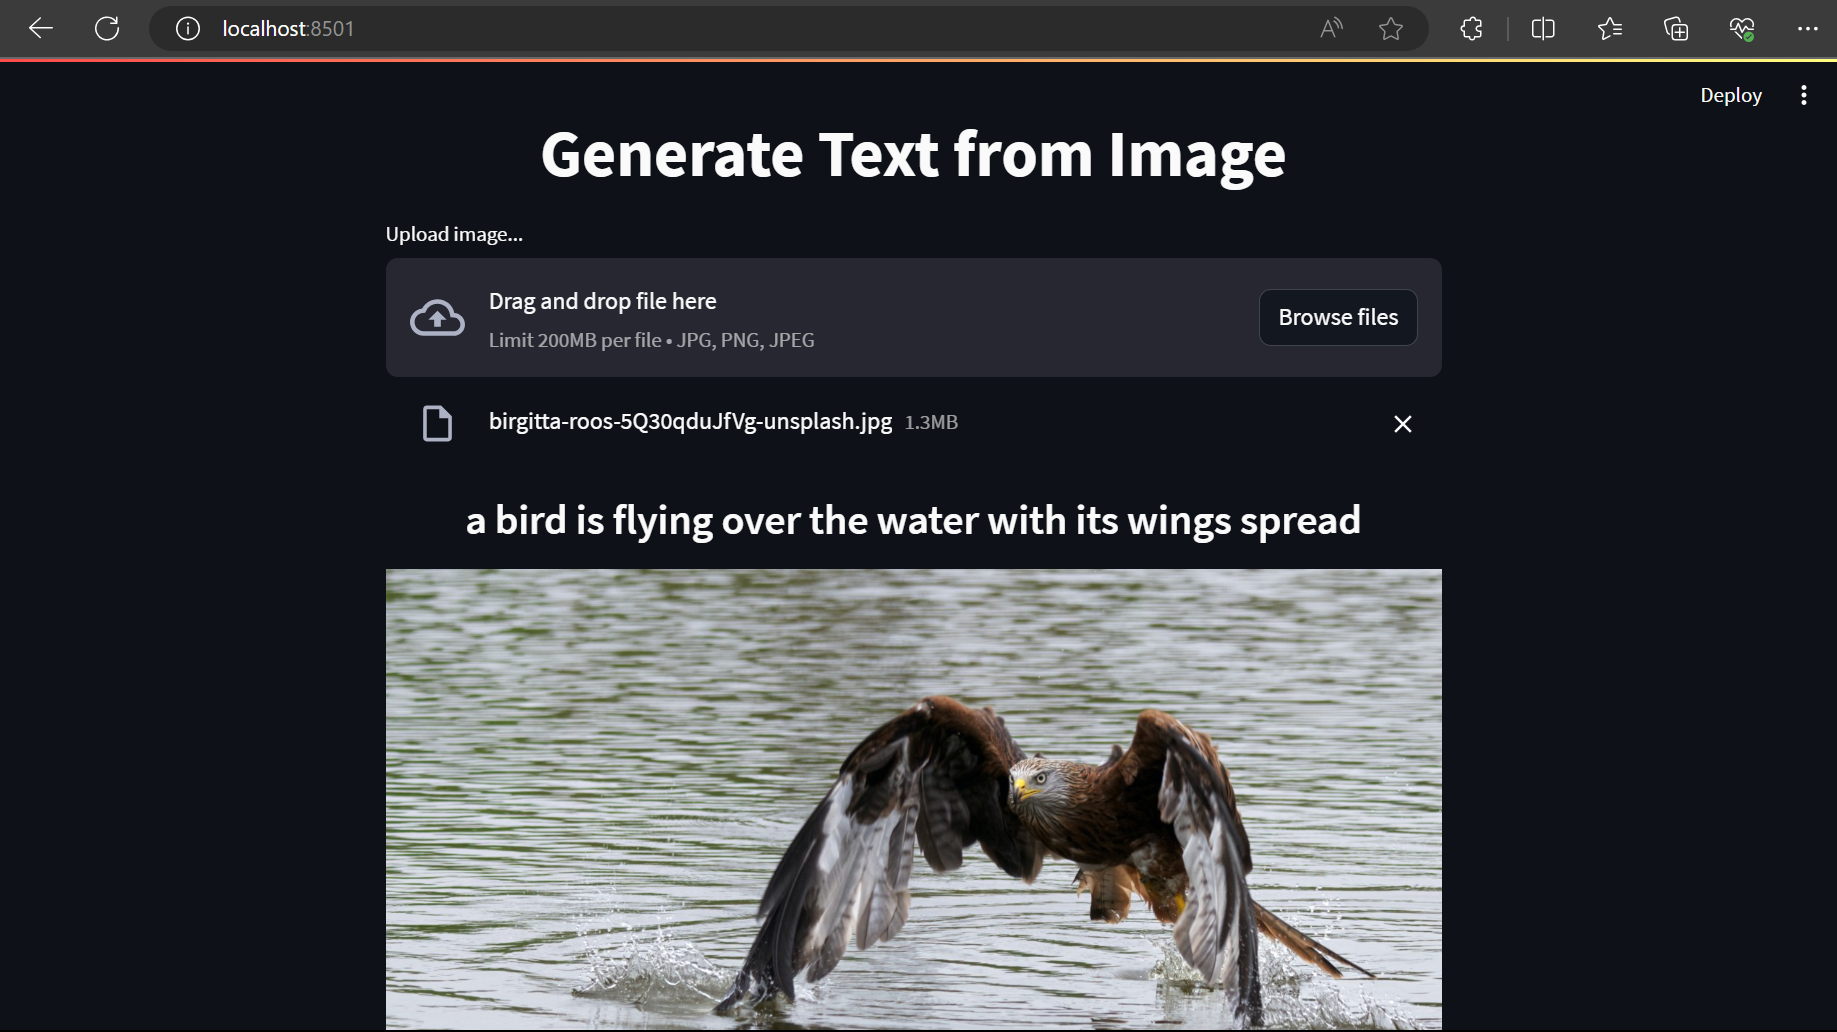 localhost:8501
Deploy
Generate Text from Image
Upload image...
Drag and drop file here
Limit 200MB per file • JPG, PNG, JPEG
Browse files
birgitta-roos-5Q30qduJfVg-unsplash.jpg 1.3MB
a bird is flying over the water with its wings spread